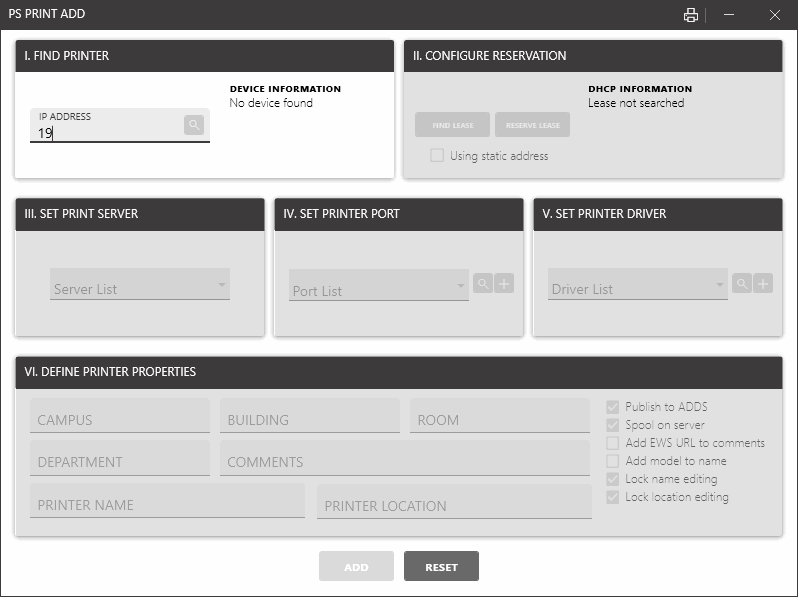 PS PRINT ADD
I. FIND PRINTER
IP ADDRESS
19
DEVICE INFORMATION
No device found
II. CONFIGURE RESERVATION
DHCP INFORMATION
Lease not searched
FIND LEASE
RESERVE LEASE
Using static address
III. SET PRINT SERVER
Server List
IV. SET PRINTER PORT
Port List
V. SET PRINTER DRIVER
Driver List
VI. DEFINE PRINTER PROPERTIES
CAMPUS
BUILDING
ROOM
DEPARTMENT
COMMENTS
PRINTER NAME
PRINTER LOCATION
Publish to ADDS
Spool on server
Add EWS URL to comments
Add model to name
Lock name editing
Lock location editing
ADD
RESET